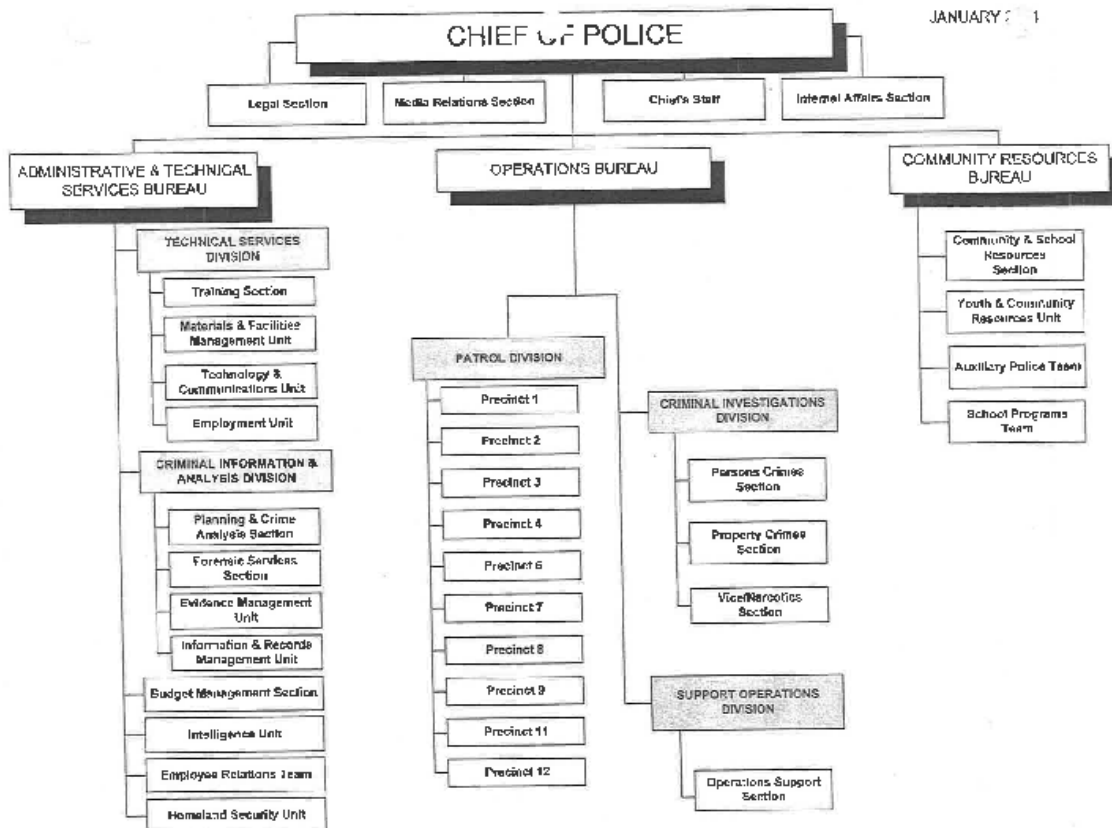 JANUARY
CHIEF OF POLICE
Legal Section
Media Relations Section
Chief's Staff
Internal Affairs Section
ADMINISTRATIVE & TECHNICAL
SERVICES BUREAU
OPERATIONS BUREAU
COMMUNITY RESOURCES
BUREAU
TECHNICAL SERVICES
DIVISION
Training Section
Materials & Facilities
Management Unit
Technology &
Communications Unit
Employment Unit
CRIMINAL INFORMATION &
ANALYSIS DIVISION
Planning & Crime
Analysis Section
Forensic Services
Section
Evidence Management
Unit
Information & Records
Management Unit
Budget Management Section
Intelligence Unit
Employee Relations Team
Homeland Security Unit
PATROL DIVISION
Precinct 1
Precinct 2
Precinct 3
Precinct 4
Precinct 6
Precinct 7
Precinct 8
Precinct 9
Precinct 11
Precinct 12
CRIMINAL INVESTIGATIONS
DIVISION
Persons Crimes
Section
Property Crimes
Section
Vice/Narcotics
Section
SUPPORT OPERATIONS
DIVISION
Operations Support
Section
Community & School
Resources
Section
Youth & Community
Resources Unit
Auxiliary Police Team
School Programs
Team